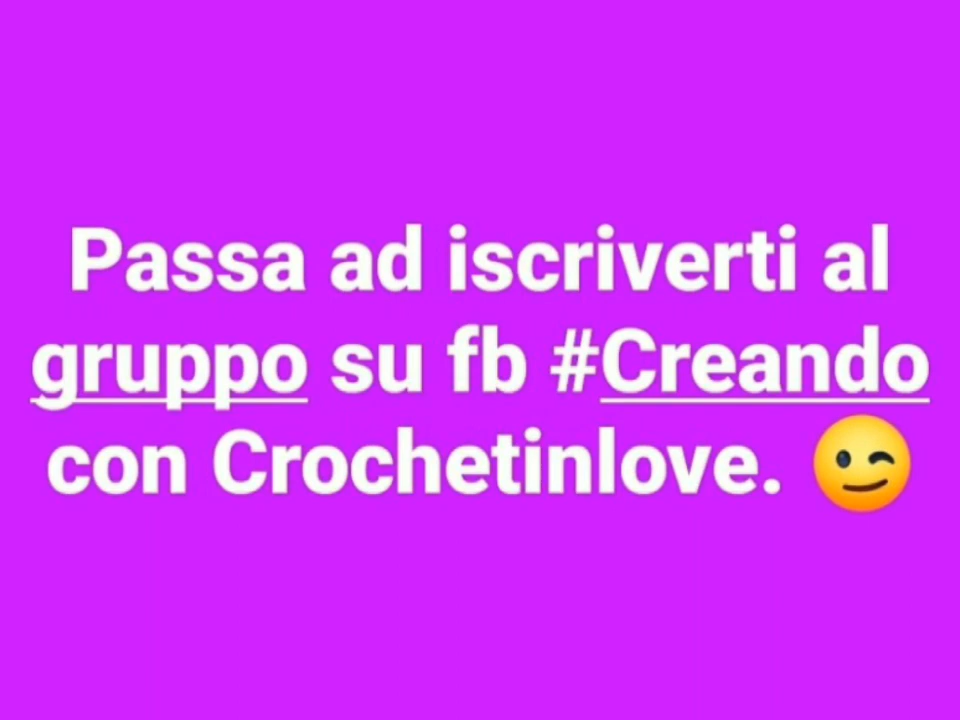 Passa ad iscriverti al
gruppo su fb #Creando
con Crochetinlove. 😉